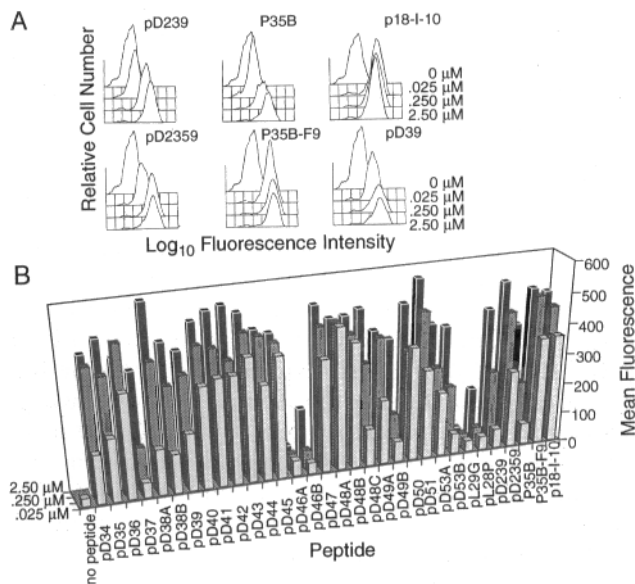 A
pD239 P35B p18-I-10
0 µM
.025 µM
.250 µM
2.50 µM
pD2359 P35B-F9 pD39
0 µM
.025 µM
.250 µM
2.50 µM
Relative Cell Number
Log10 Fluorescence Intensity
B
600
500
400
300
200
100
0
Mean Fluorescence
2.50 µM
.250 µM
.025 µM
no peptide
pD34
pD35
pD36
pD37
pD38A
pD38B
pD39
pD40
pD41
pD42
pD43
pD44
pD45
pD46A
pD46B
pD47
pD48A
pD48B
pD48C
pD49A
pD49B
pD50
pD51
pD53A
pD53B
pL29G
pL28P
pD239
pD2359
P35B
P35B-F9
p18-I-10
Peptide